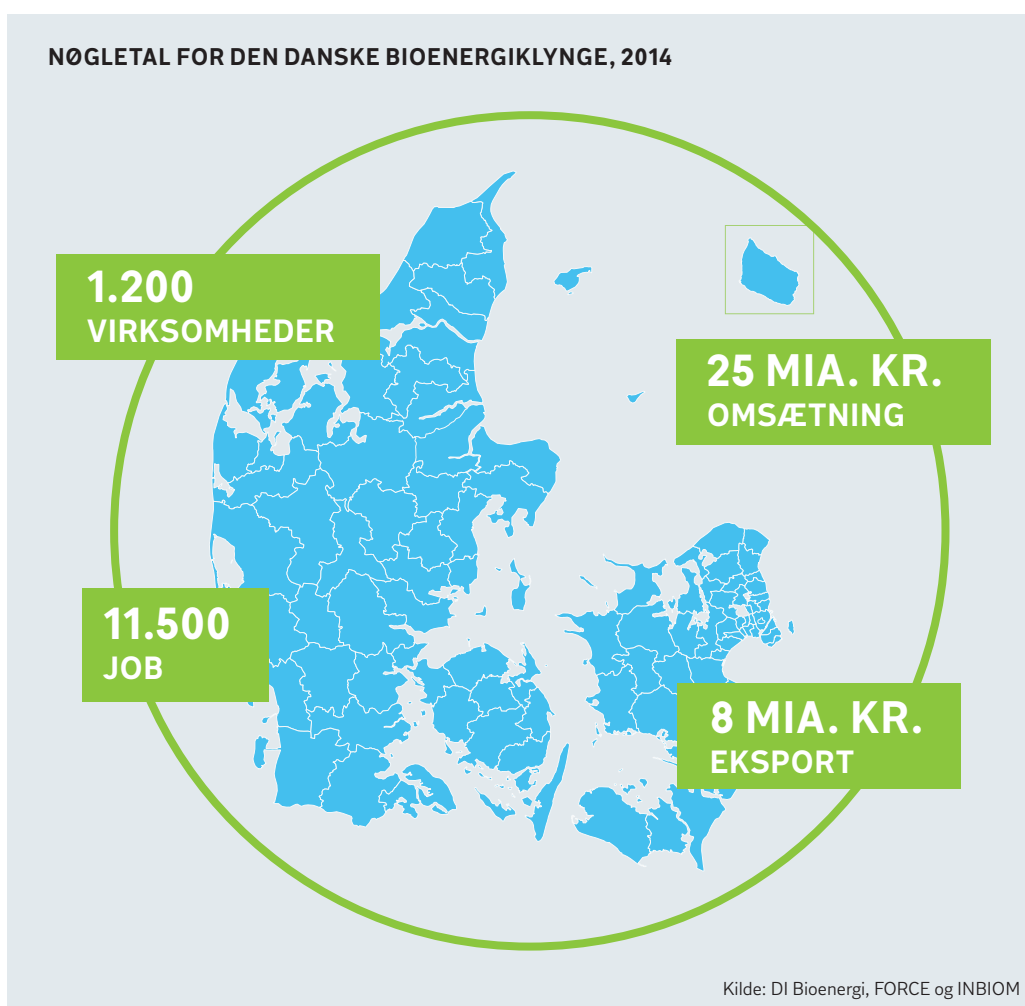 NØGLETAL FOR DEN DANSKE BIOENERGIKLYNGE, 2014
1.200
VIRKSOMHEDER
25 MIA. KR.
OMSÆTNING
11.500
JOB
8 MIA. KR.
EKSPORT
Kilde: DI Bioenergi, FORCE og INBIOM